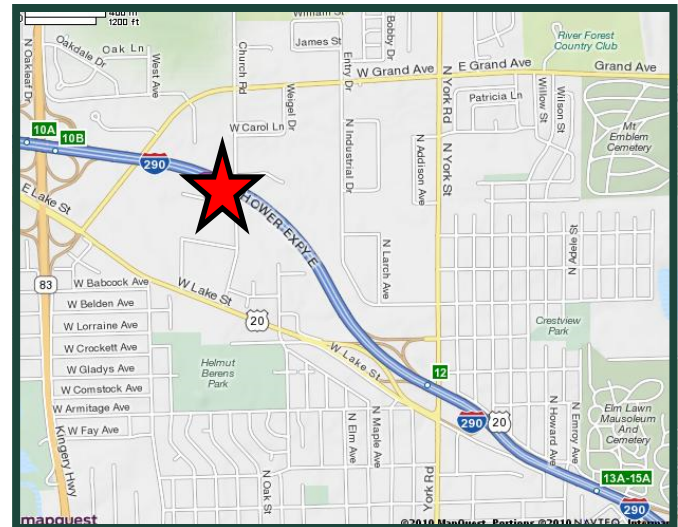 400 m
1200 ft
William St
James St
Bobby Dr
River Forest
Country Club
Oakdale Dr
Oak Ln
West Ave
Church Rd
Entry Dr
N York Rd
W Grand Ave
E Grand Ave
Grand Ave
N Oakleaf Dr
Weigel Dr
Patricia Ln
Willow St
Wilson St
10A
10B
W Carol Ln
N Industrial Dr
N Addison Ave
N York St
Mt
Emblem
Cemetery
290
E Lake St
HOWER EXPY E
N Larch Ave
N Adele St
83
W Babcock Ave
W Lake St
W Belden Ave
20
W Lorraine Ave
Crestview
Park
W Crockett Ave
W Lake St
W Gladys Ave
Helmut
Berens
Park
12
W Comstock Ave
W Armitage Ave
W Fay Ave
Kingery Hwy
N Elm Ave
N Maple Ave
290
20
N Howard Ave
N Emroy Ave
Elm Lawn
Mausoleum
And
Cemetery
N Oak St
York Rd
13A-15A
290
mapquest
©2010 MapQuest Portions ©2010 NAVTEQ